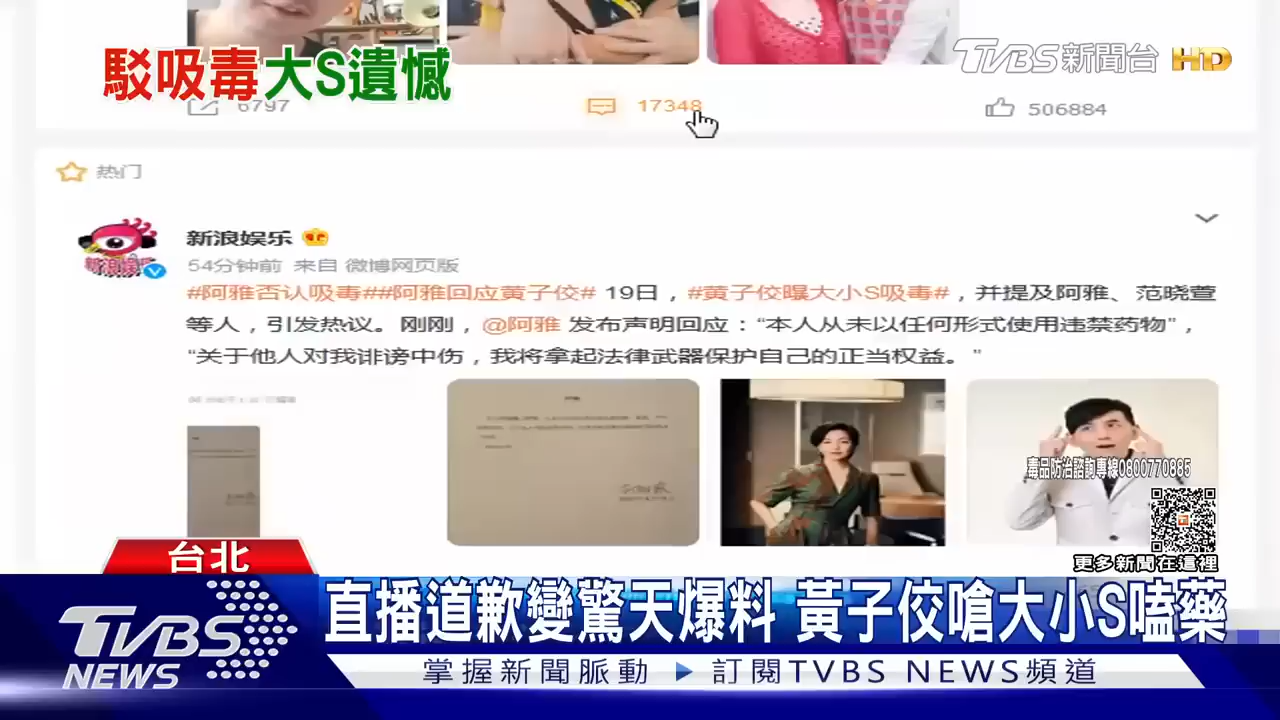 駁吸毒大S遺憾
TVBS新聞台 HD
6797
17348
506884
热门
新浪娱乐
54分钟前 来自 微博网页版
#阿雅否认吸毒##阿雅回应黄子佼# 19日，#黄子佼曝大小S吸毒#，并提及阿雅、范晓萱
等人，引发热议。刚刚，@阿雅 发布声明回应：“本人从未以任何形式使用违禁药物”，
“关于他人对我诽谤中伤，我将拿起法律武器保护自己的正当权益。”
毒品防治諮詢專線0800770885
更多新聞在這裡
台北
直播道歉變驚天爆料 黃子佼嗆大小S嗑藥
TVBS NEWS
掌握新聞脈動 ▶ 訂閱TVBS NEWS頻道